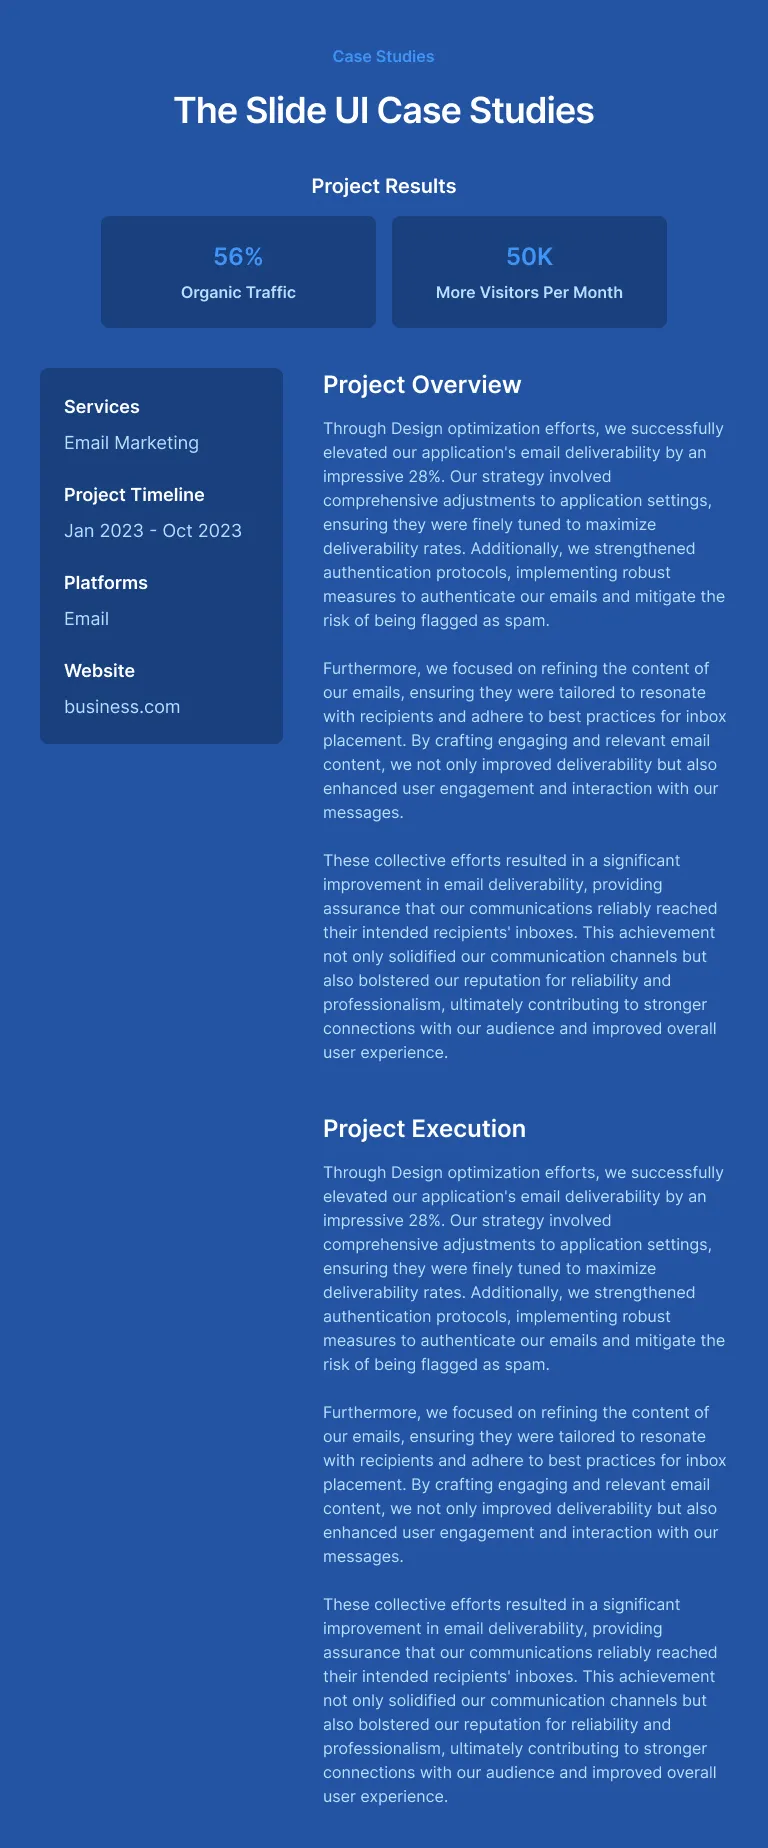 Case Studies
The Slide UI Case Studies
Project Results
56%
Organic Traffic
50K
More Visitors Per Month
Services
Email Marketing
Project Timeline
Jan 2023 - Oct 2023
Platforms
Email
Website
business.com
Project Overview
Through Design optimization efforts, we successfully
elevated our application's email deliverability by an
impressive 28%. Our strategy involved
comprehensive adjustments to application settings,
ensuring they were finely tuned to maximize
deliverability rates. Additionally, we strengthened
authentication protocols, implementing robust
measures to authenticate our emails and mitigate the
risk of being flagged as spam.
Furthermore, we focused on refining the content of
our emails, ensuring they were tailored to resonate
with recipients and adhere to best practices for inbox
placement. By crafting engaging and relevant email
content, we not only improved deliverability but also
enhanced user engagement and interaction with our
messages.
These collective efforts resulted in a significant
improvement in email deliverability, providing
assurance that our communications reliably reached
their intended recipients' inboxes. This achievement
not only solidified our communication channels but
also bolstered our reputation for reliability and
professionalism, ultimately contributing to stronger
connections with our audience and improved overall
user experience.
Project Execution
Through Design optimization efforts, we successfully
elevated our application's email deliverability by an
impressive 28%. Our strategy involved
comprehensive adjustments to application settings,
ensuring they were finely tuned to maximize
deliverability rates. Additionally, we strengthened
authentication protocols, implementing robust
measures to authenticate our emails and mitigate the
risk of being flagged as spam.
Furthermore, we focused on refining the content of
our emails, ensuring they were tailored to resonate
with recipients and adhere to best practices for inbox
placement. By crafting engaging and relevant email
content, we not only improved deliverability but also
enhanced user engagement and interaction with our
messages.
These collective efforts resulted in a significant
improvement in email deliverability, providing
assurance that our communications reliably reached
their intended recipients' inboxes. This achievement
not only solidified our communication channels but
also bolstered our reputation for reliability and
professionalism, ultimately contributing to stronger
connections with our audience and improved overall
user experience.